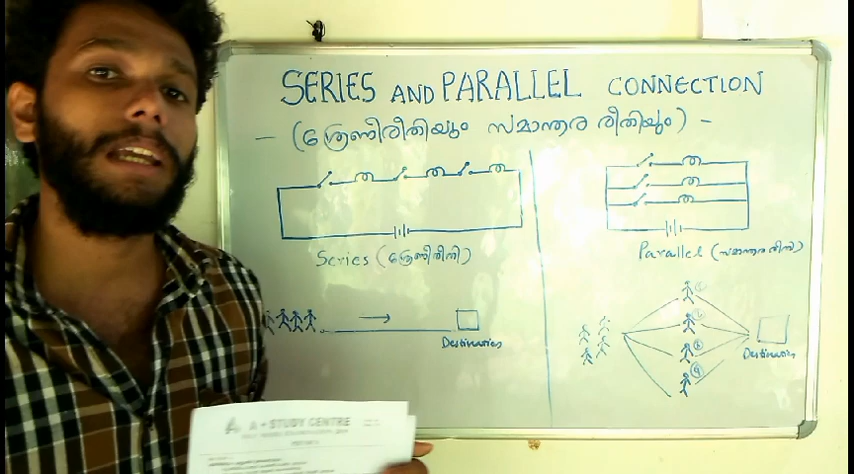 SERIES AND PARALLEL CONNECTION
– (ശ്രേണീരീതിയും സമാന്തര രീതിയും) –
Series (ശ്രേണീരീതി)
Parallel (സമാന്തര രീതി)
Destination
Destination
A + STUDY CENTRE